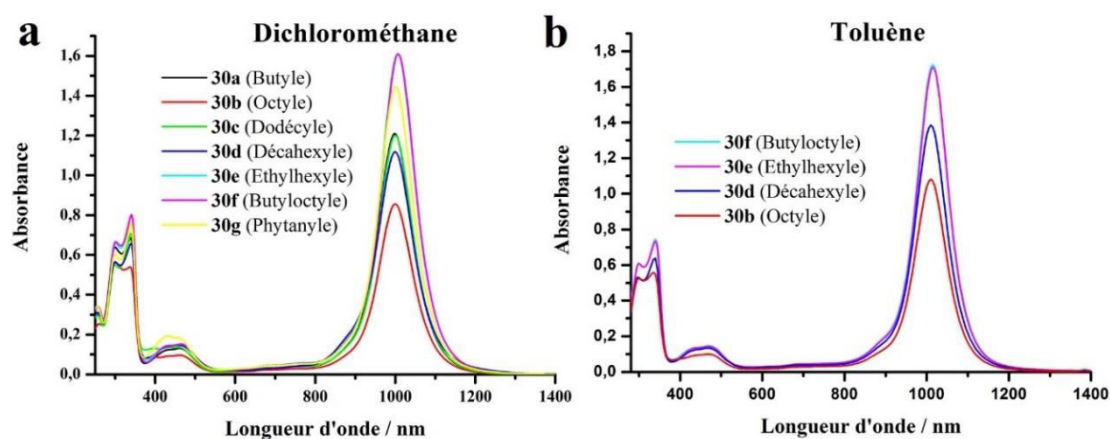 a
Dichlorométhane
1,6
1,4
1,2
1,0
0,8
0,6
0,4
0,2
0,0
Absorbance
30a (Butyle)
30b (Octyle)
30c (Dodécyle)
30d (Décahexyle)
30e (Ethylhexyle)
30f (Butyloctyle)
30g (Phytanyle)
400 600 800 1000 1200 1400
Longueur d'onde / nm
b
Toluène
1,8
1,6
1,4
1,2
1,0
0,8
0,6
0,4
0,2
0,0
Absorbance
30f (Butyloctyle)
30e (Ethylhexyle)
30d (Décahexyle)
30b (Octyle)
400 600 800 1000 1200 1400
Longueur d'onde / nm